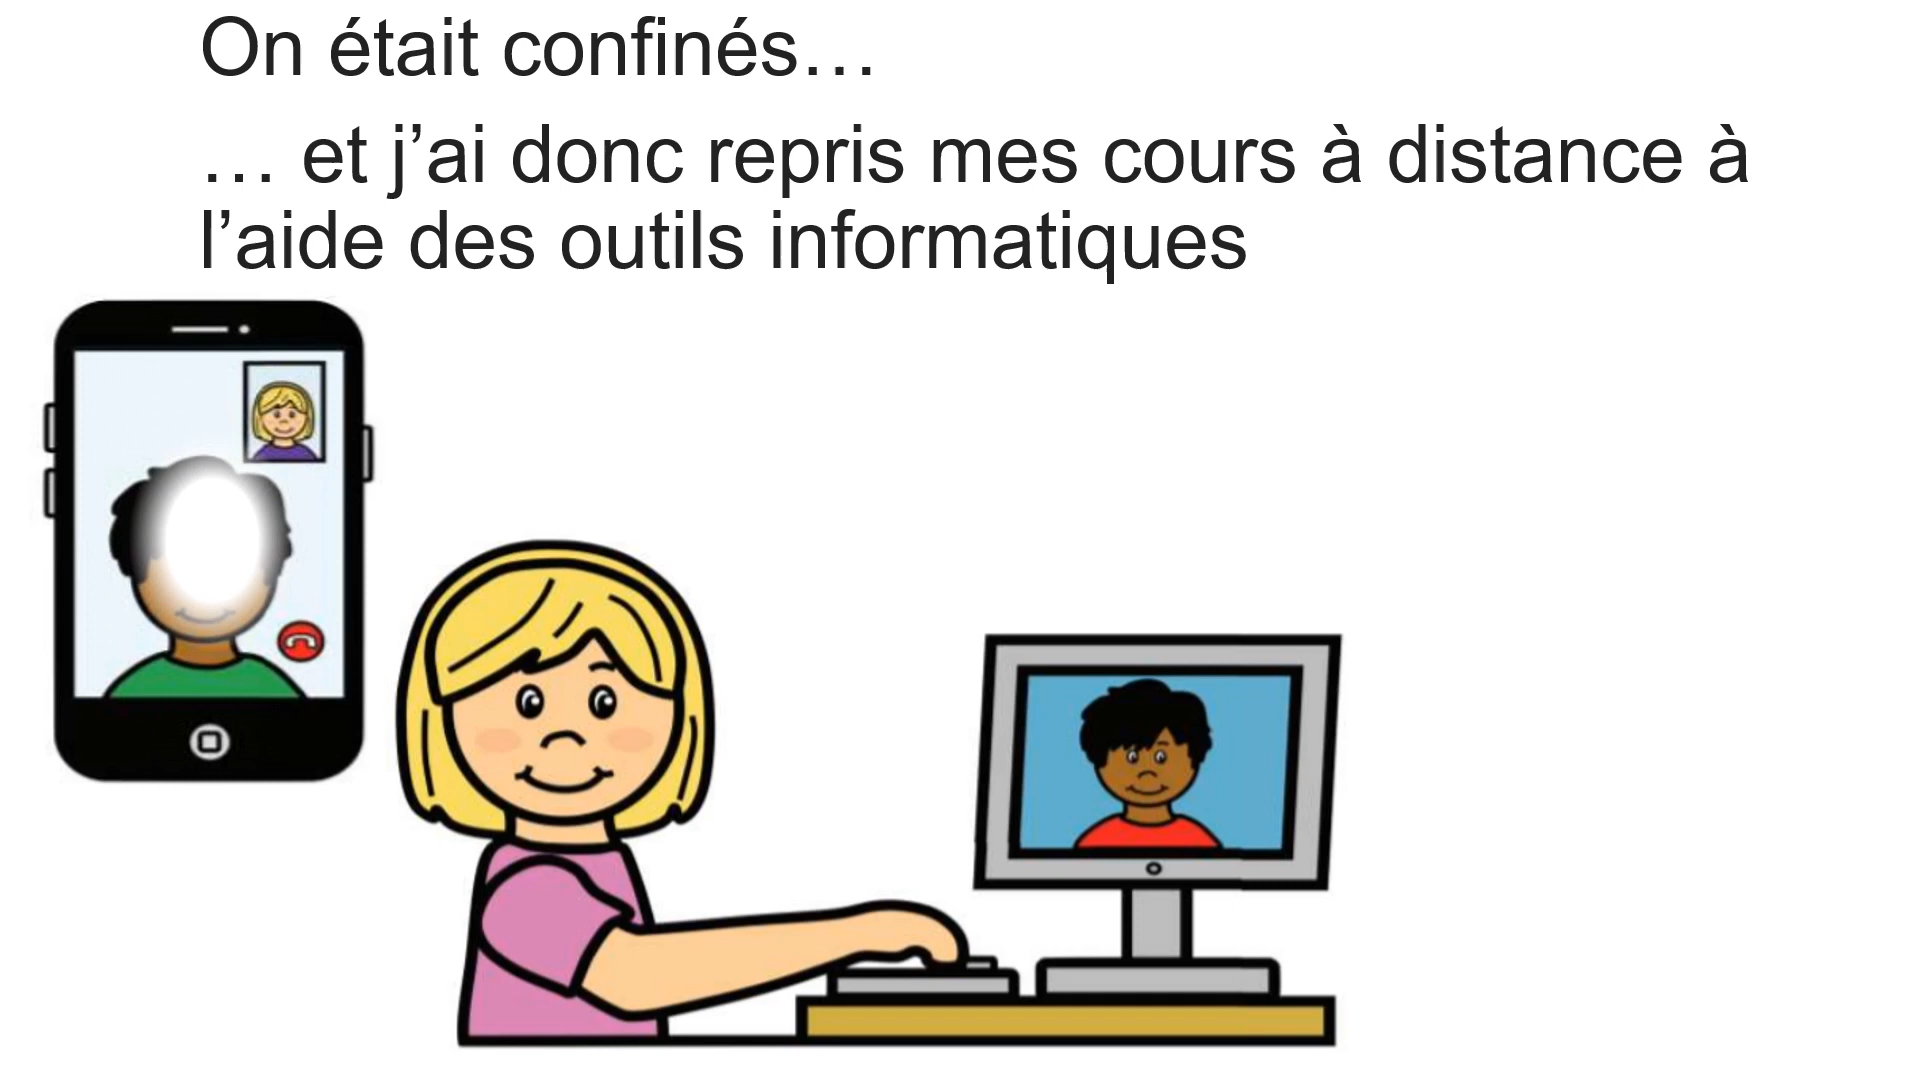 On était confinés…
… et j’ai donc repris mes cours à distance à
l’aide des outils informatiques